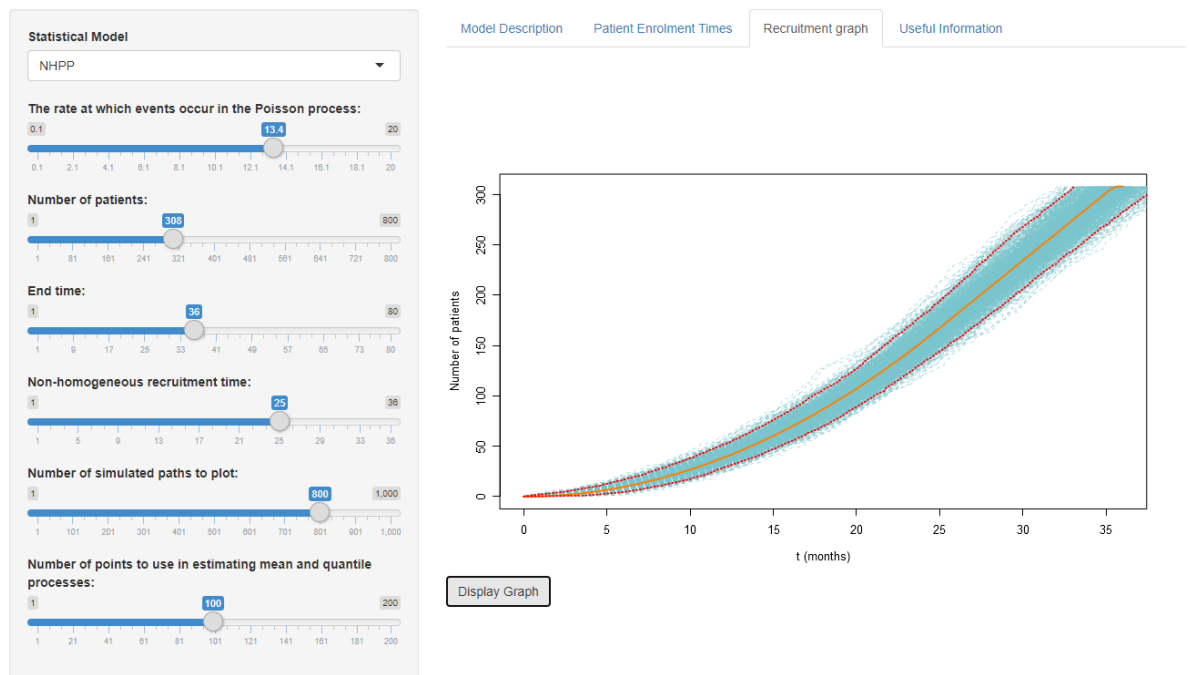 Statistical Model
NHPP
The rate at which events occur in the Poisson process:
0.1 13.4 20
0.1 2.1 4.1 6.1 8.1 10.1 12.1 14.1 16.1 18.1 20
Number of patients:
1 308 800
1 81 161 241 321 401 481 561 641 721 800
End time:
1 36 80
1 9 17 25 33 41 49 57 65 73 80
Non-homogeneous recruitment time:
1 25 36
1 5 9 13 17 21 25 29 33 36
Number of simulated paths to plot:
1 800 1,000
1 101 201 301 401 501 601 701 801 901 1,000
Number of points to use in estimating mean and quantile
processes:
1 100 200
1 21 41 61 81 101 121 141 161 181 200
Model Description Patient Enrolment Times Recruitment graph Useful Information
Number of patients
300
250
200
150
100
50
0
0 5 10 15 20 25 30 35
t (months)
Display Graph